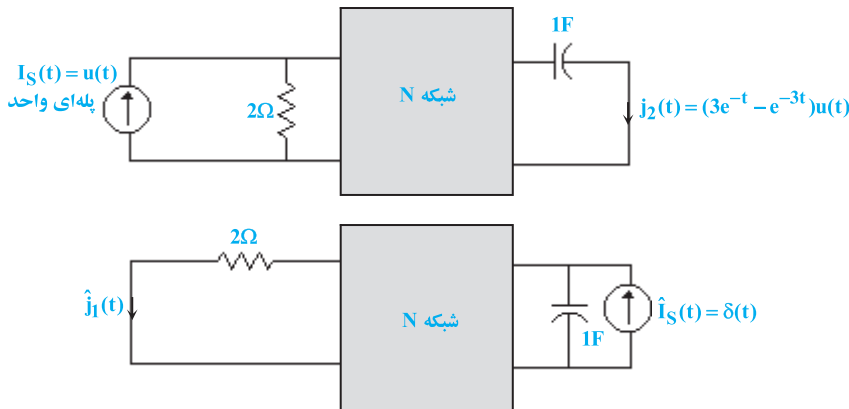 1F
I_S(t) = u(t)
پله‌ای واحد
2Ω
شبکه N
j_2(t) = (3e^{-t} - e^{-3t})u(t)
2Ω
ĵ_1(t)
شبکه N
1F
Î_S(t) = δ(t)